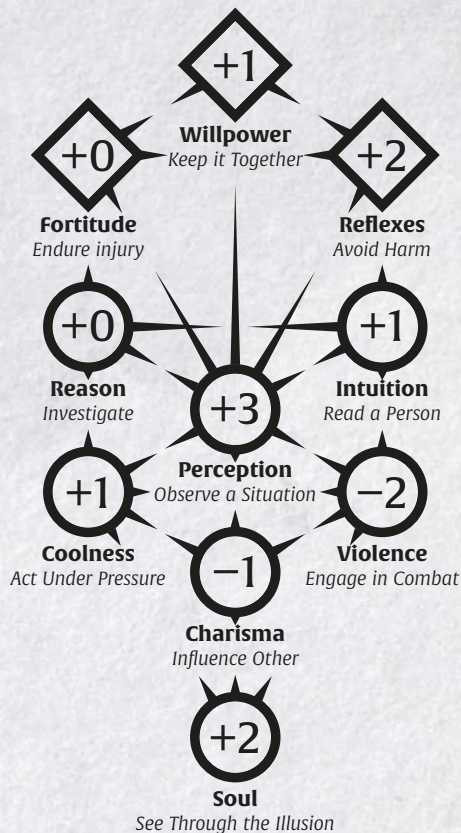 +1
Willpower
Keep it Together
+0
Fortitude
Endure injury
+2
Reflexes
Avoid Harm
+0
Reason
Investigate
+1
Intuition
Read a Person
+3
Perception
Observe a Situation
+1
Coolness
Act Under Pressure
−2
Violence
Engage in Combat
−1
Charisma
Influence Other
+2
Soul
See Through the Illusion